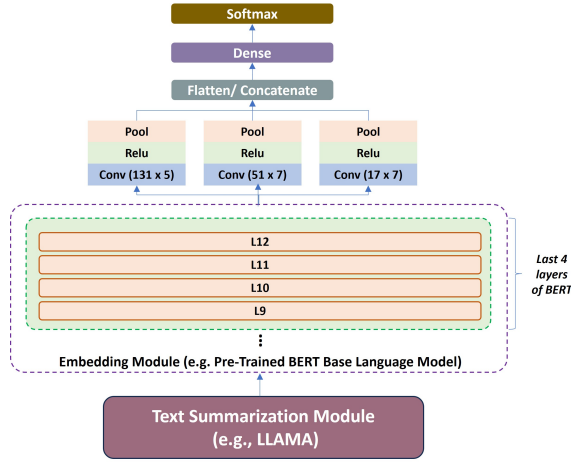 Softmax
Dense
Flatten/ Concatenate
Pool Pool Pool
Relu Relu Relu
Conv (131 x 5) Conv (51 x 7) Conv (17 x 7)
L12
L11
L10
L9
Last 4
layers
of BERT
Embedding Module (e.g. Pre-Trained BERT Base Language Model)
Text Summarization Module
(e.g., LLAMA)